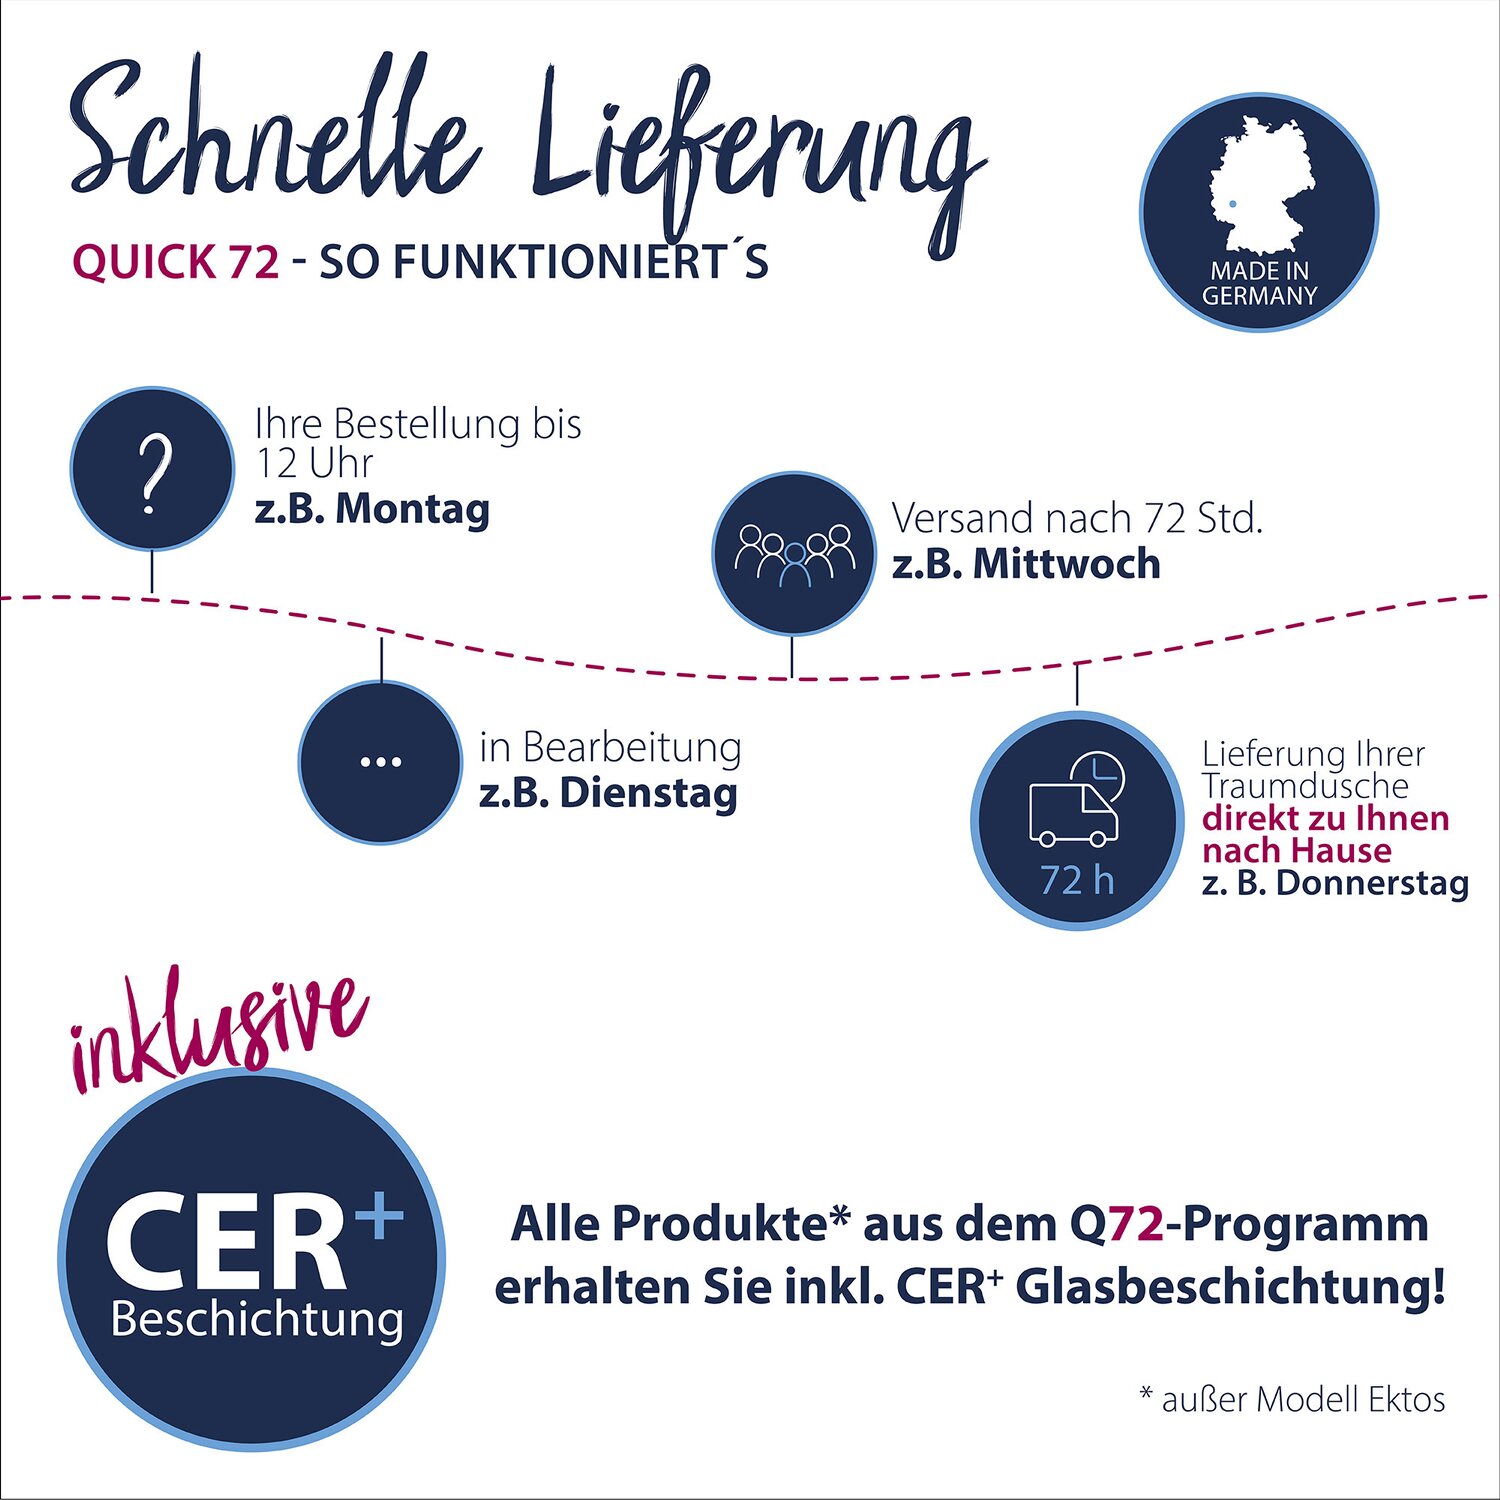 Schnelle Lieferung
QUICK 72 - SO FUNKTIONIERT´S
MADE IN
GERMANY
?
Ihre Bestellung bis
12 Uhr
z.B. Montag
Versand nach 72 Std.
z.B. Mittwoch
...
in Bearbeitung
z.B. Dienstag
72 h
Lieferung Ihrer
Traumdusche
direkt zu Ihnen
nach Hause
z. B. Donnerstag
inklusive
CER+
Beschichtung
Alle Produkte* aus dem Q72-Programm
erhalten Sie inkl. CER+ Glasbeschichtung!
* außer Modell Ektos